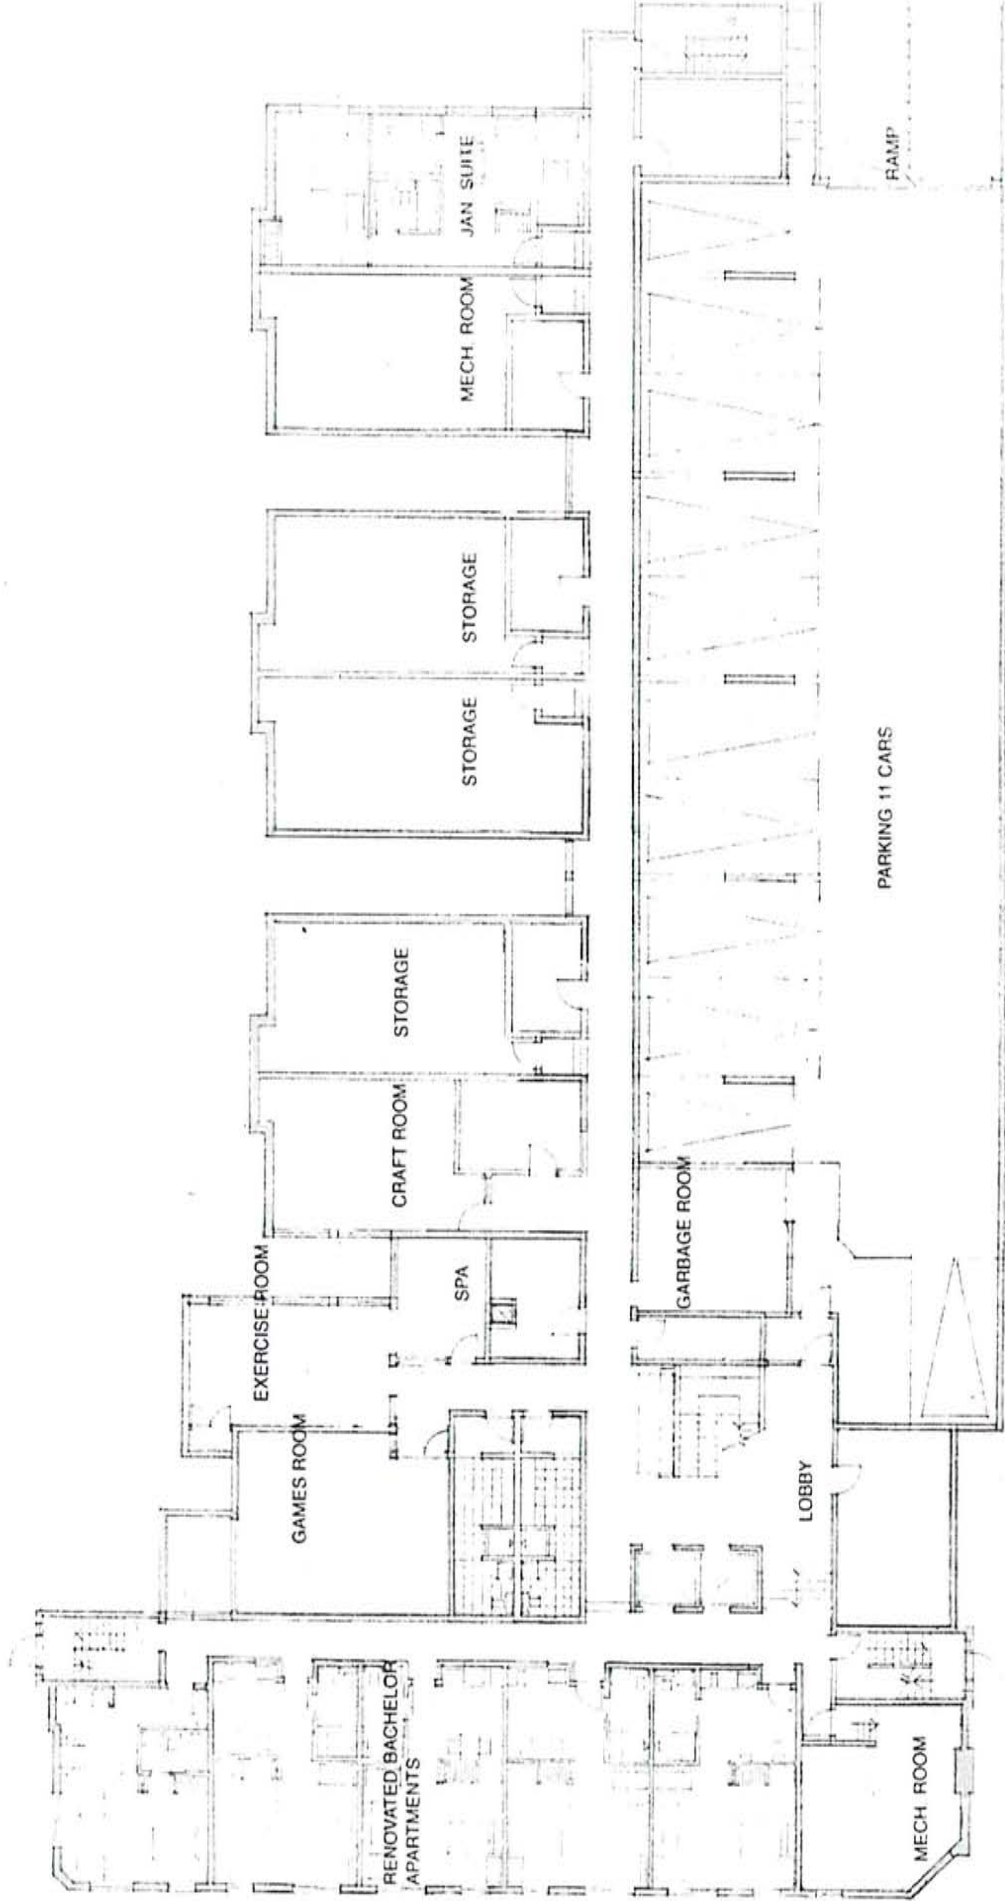 JAN SUITE
MECH. ROOM
STORAGE
STORAGE
STORAGE
CRAFT ROOM
EXERCISE ROOM
SPA
GAMES ROOM
GARBAGE ROOM
LOBBY
RAMP
PARKING 11 CARS
RENOVATED BACHELOR
APARTMENTS
MECH. ROOM